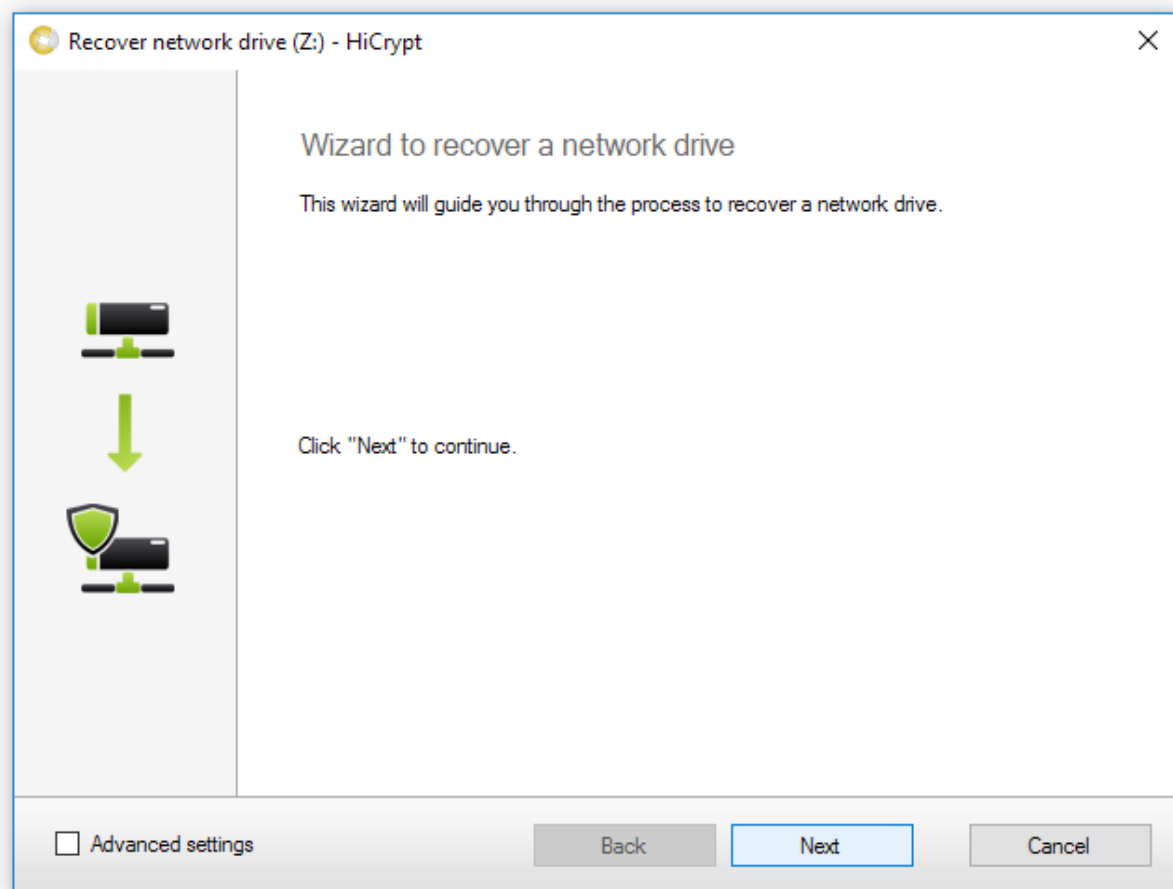 Recover network drive (Z:) - HiCrypt
Wizard to recover a network drive
This wizard will guide you through the process to recover a network drive.
Click "Next" to continue.
Advanced settings
Back
Next
Cancel